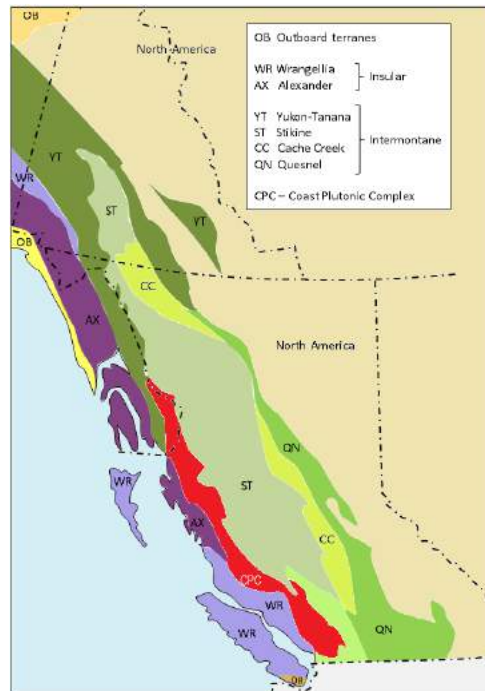 OB
North America
OB Outboard terranes
WR Wrangellia
AX Alexander
Insular
YT Yukon-Tanana
ST Stikine
CC Cache Creek
QN Quesnel
Intermontane
CPC – Coast Plutonic Complex
YT
WR
ST
YT
OB
CC
AX
North America
QN
WR
ST
AX
CC
CPC
WR
WR
QN
OB